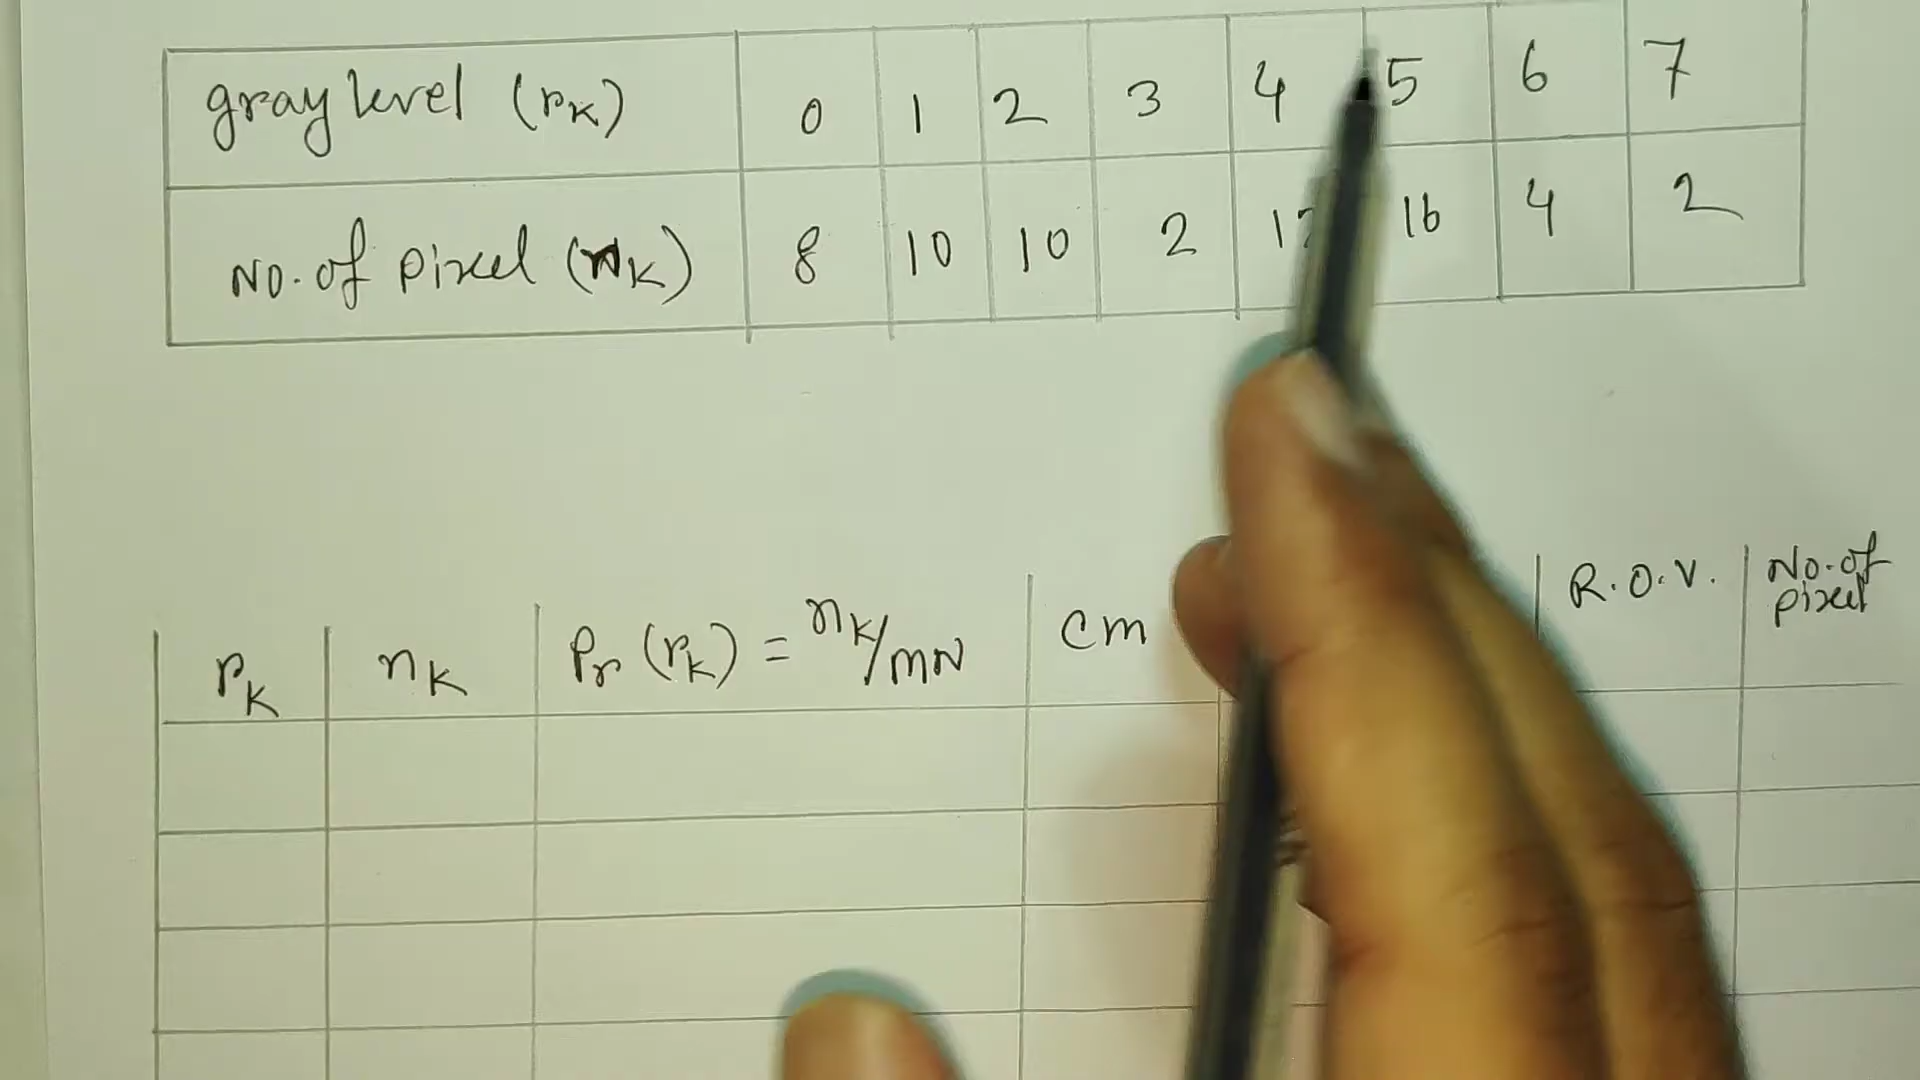 gray level (rK) 0 1 2 3 4 5 6 7
No. of pixel (nK) 8 10 10 2 16 4 2
rK nK Pr (rK) = nK/MN cm R.O.V. No. of pixel